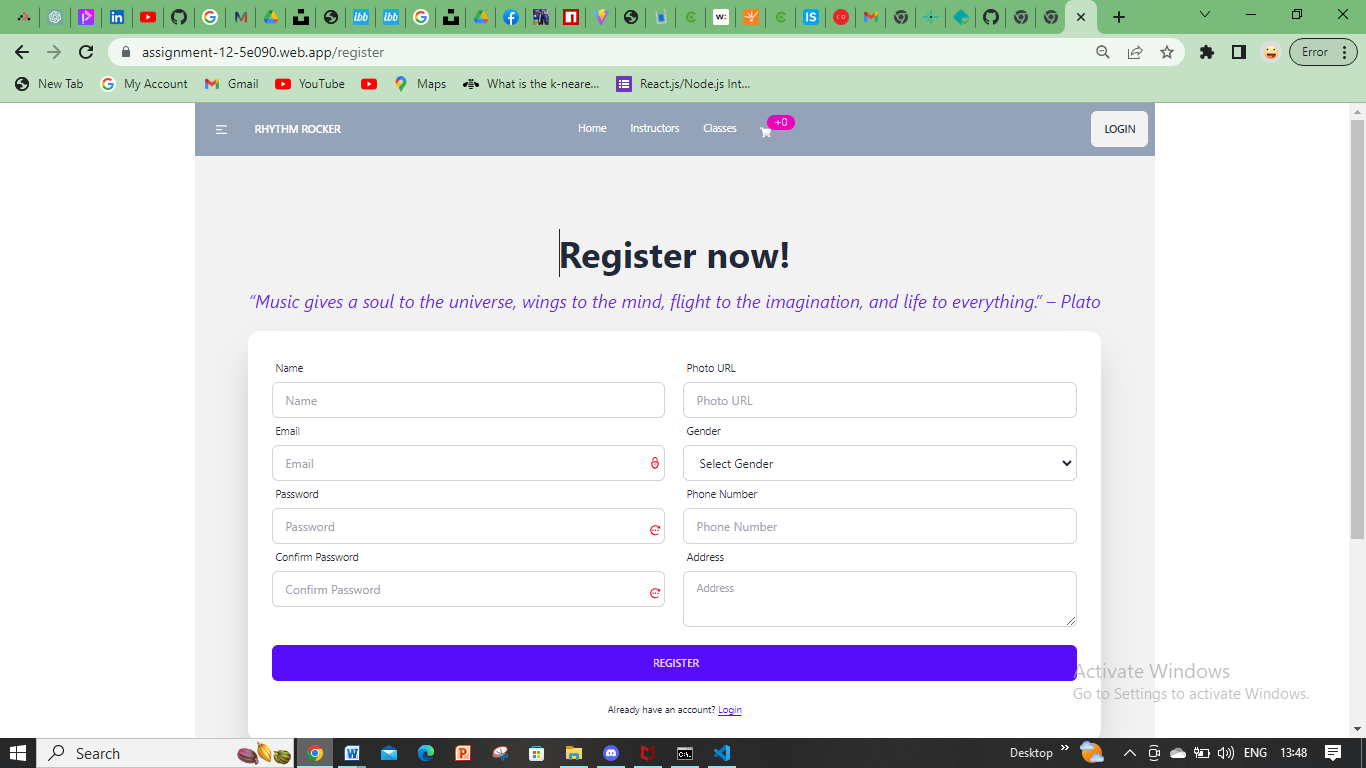 ibb
ibb
w:
IS
assignment-12-5e090.web.app/register
Error
New Tab
My Account
Gmail
YouTube
Maps
What is the k-neare...
React.js/Node.js Int...
RHYTHM ROCKER
Home
Instructors
Classes
+0
LOGIN
Register now!
“Music gives a soul to the universe, wings to the mind, flight to the imagination, and life to everything.” – Plato
Name
Photo URL
Name
Photo URL
Email
Gender
Email
Select Gender
Password
Phone Number
Password
Phone Number
Confirm Password
Address
Confirm Password
Address
REGISTER
Already have an account? Login
Activate Windows
Go to Settings to activate Windows.
Search
Desktop
ENG
13:48